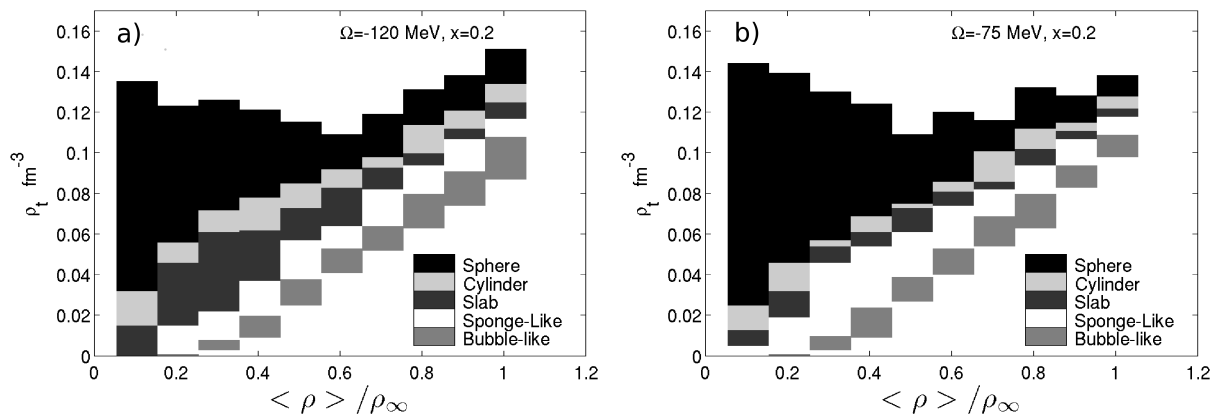 a)
Ω=-120 MeV, x=0.2
0.16
0.14
0.12
0.1
0.08
0.06
0.04
0.02
0
ρt fm-3
Sphere
Cylinder
Slab
Sponge-Like
Bubble-like
0 0.2 0.4 0.6 0.8 1 1.2
< ρ > /ρ∞
b)
Ω=-75 MeV, x=0.2
0.16
0.14
0.12
0.1
0.08
0.06
0.04
0.02
0
ρt fm-3
Sphere
Cylinder
Slab
Sponge-Like
Bubble-like
0 0.2 0.4 0.6 0.8 1 1.2
< ρ > /ρ∞